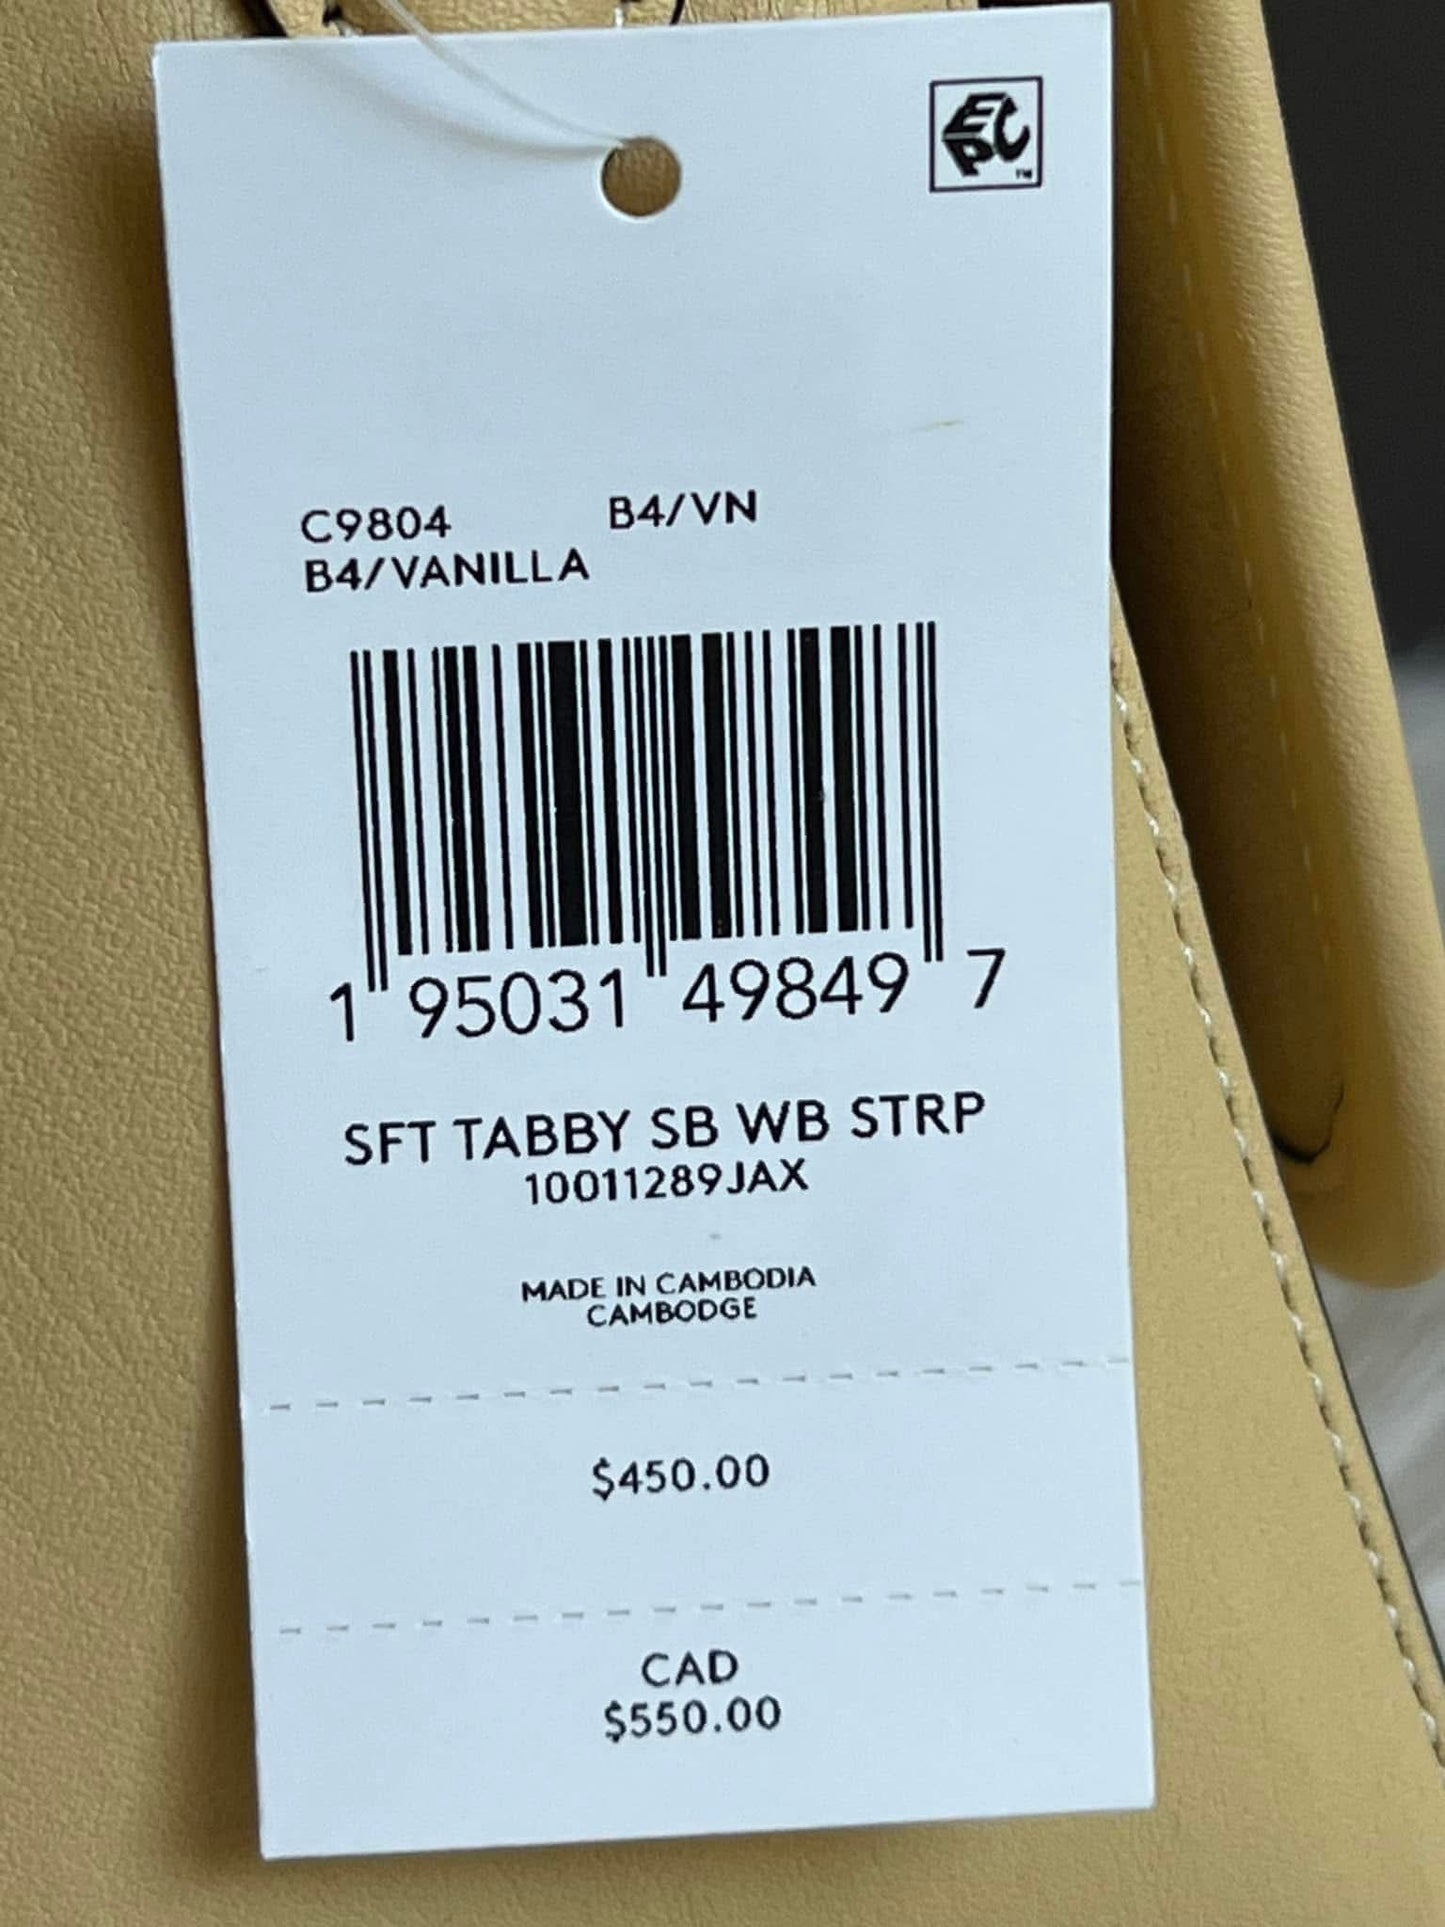 EPC
TM
C9804 B4/VN
B4/VANILLA
1 95031 49849 7
SFT TABBY SB WB STRP
10011289JAX
MADE IN CAMBODIA
CAMBODGE
$450.00
CAD
$550.00